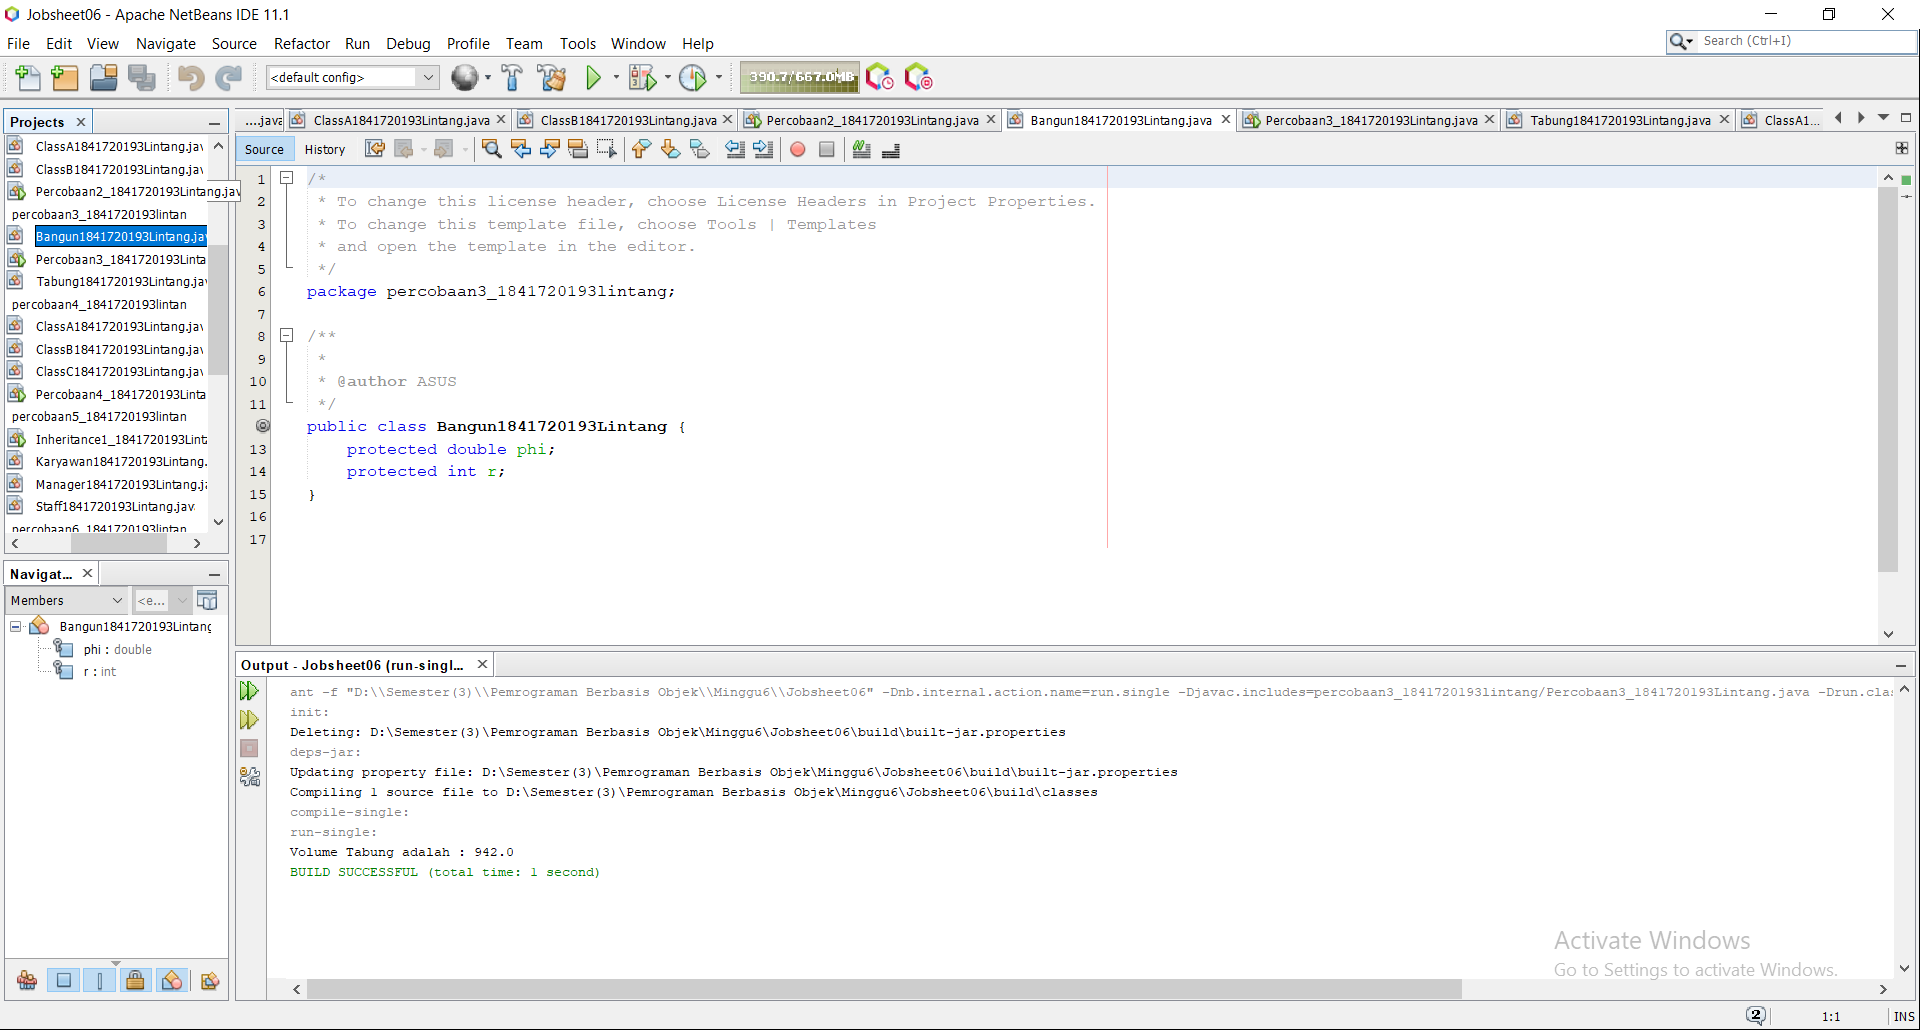 Jobsheet06 - Apache NetBeans IDE 11.1
File Edit View Navigate Source Refactor Run Debug Profile Team Tools Window Help
Search (Ctrl+I)
<default config>
390.7/667.0MB
Projects
ClassA1841720193Lintang.jav
ClassB1841720193Lintang.jav
Percobaan2_1841720193Lintang.jav
percobaan3_1841720193lintan
Bangun1841720193Lintang.jav
Percobaan3_1841720193Linta
Tabung1841720193Lintang.jav
percobaan4_1841720193lintan
ClassA1841720193Lintang.jav
ClassB1841720193Lintang.jav
ClassC1841720193Lintang.jav
Percobaan4_1841720193Linta
percobaan5_1841720193lintan
Inheritance1_1841720193Lint
Karyawan1841720193Lintang.
Manager1841720193Lintang.j
Staff1841720193Lintang.jav
percobaan6_1841720193lintan
Navigat...
Members
<e...
Bangun1841720193Lintang
phi : double
r : int
....java
ClassA1841720193Lintang.java
ClassB1841720193Lintang.java
Percobaan2_1841720193Lintang.java
Bangun1841720193Lintang.java
Percobaan3_1841720193Lintang.java
Tabung1841720193Lintang.java
ClassA1...
Source History
1 /*
2 * To change this license header, choose License Headers in Project Properties.
3 * To change this template file, choose Tools | Templates
4 * and open the template in the editor.
5 */
6 package percobaan3_1841720193lintang;
7
8 /**
9 *
10 * @author ASUS
11 */
public class Bangun1841720193Lintang {
13 protected double phi;
14 protected int r;
15 }
16
17
Output - Jobsheet06 (run-singl...
ant -f "D:\\Semester(3)\\Pemrograman Berbasis Objek\\Minggu6\\Jobsheet06" -Dnb.internal.action.name=run.single -Djavac.includes=percobaan3_1841720193lintang/Percobaan3_1841720193Lintang.java -Drun.clas
init:
Deleting: D:\Semester(3)\Pemrograman Berbasis Objek\Minggu6\Jobsheet06\build\built-jar.properties
deps-jar:
Updating property file: D:\Semester(3)\Pemrograman Berbasis Objek\Minggu6\Jobsheet06\build\built-jar.properties
Compiling 1 source file to D:\Semester(3)\Pemrograman Berbasis Objek\Minggu6\Jobsheet06\build\classes
compile-single:
run-single:
Volume Tabung adalah : 942.0
BUILD SUCCESSFUL (total time: 1 second)
Activate Windows
Go to Settings to activate Windows.
2
1:1
INS